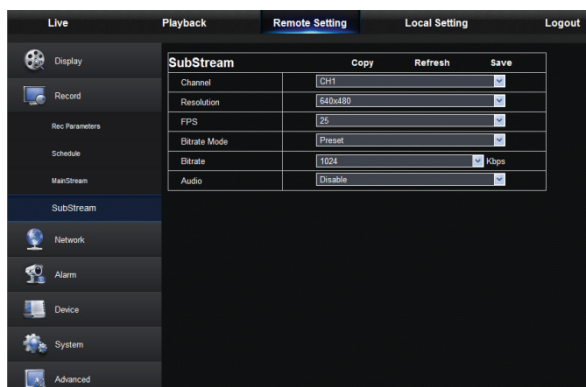 Live Playback Remote Setting Local Setting Logout
Display
Record
Rec Parameters
Schedule
MainStream
SubStream
Network
Alarm
Device
System
Advanced
SubStream Copy Refresh Save
Channel CH1
Resolution 640x480
FPS 25
Bitrate Mode Preset
Bitrate 1024 Kbps
Audio Disable